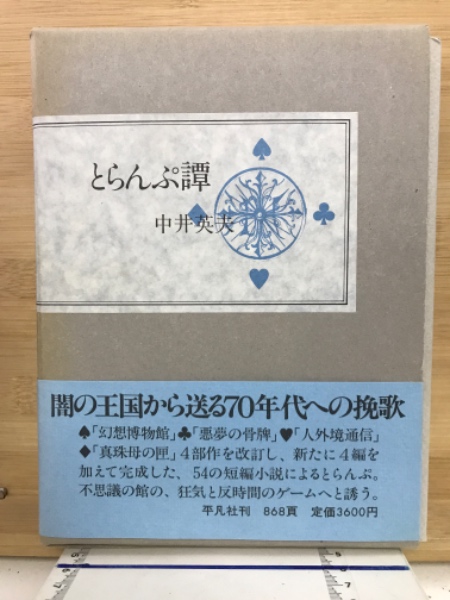 とらんぷ譚
中井英夫
闇の王国から送る70年代への挽歌
♠「幻想博物館」♣「悪夢の骨牌」♥「人外境通信」
◆「真珠母の匣」4部作を改訂し、新たに4編を
加えて完成した、54の短編小説によるとらんぷ。
不思議の館の、狂気と反時間のゲームへと誘う。
平凡社刊 868頁 定価3600円